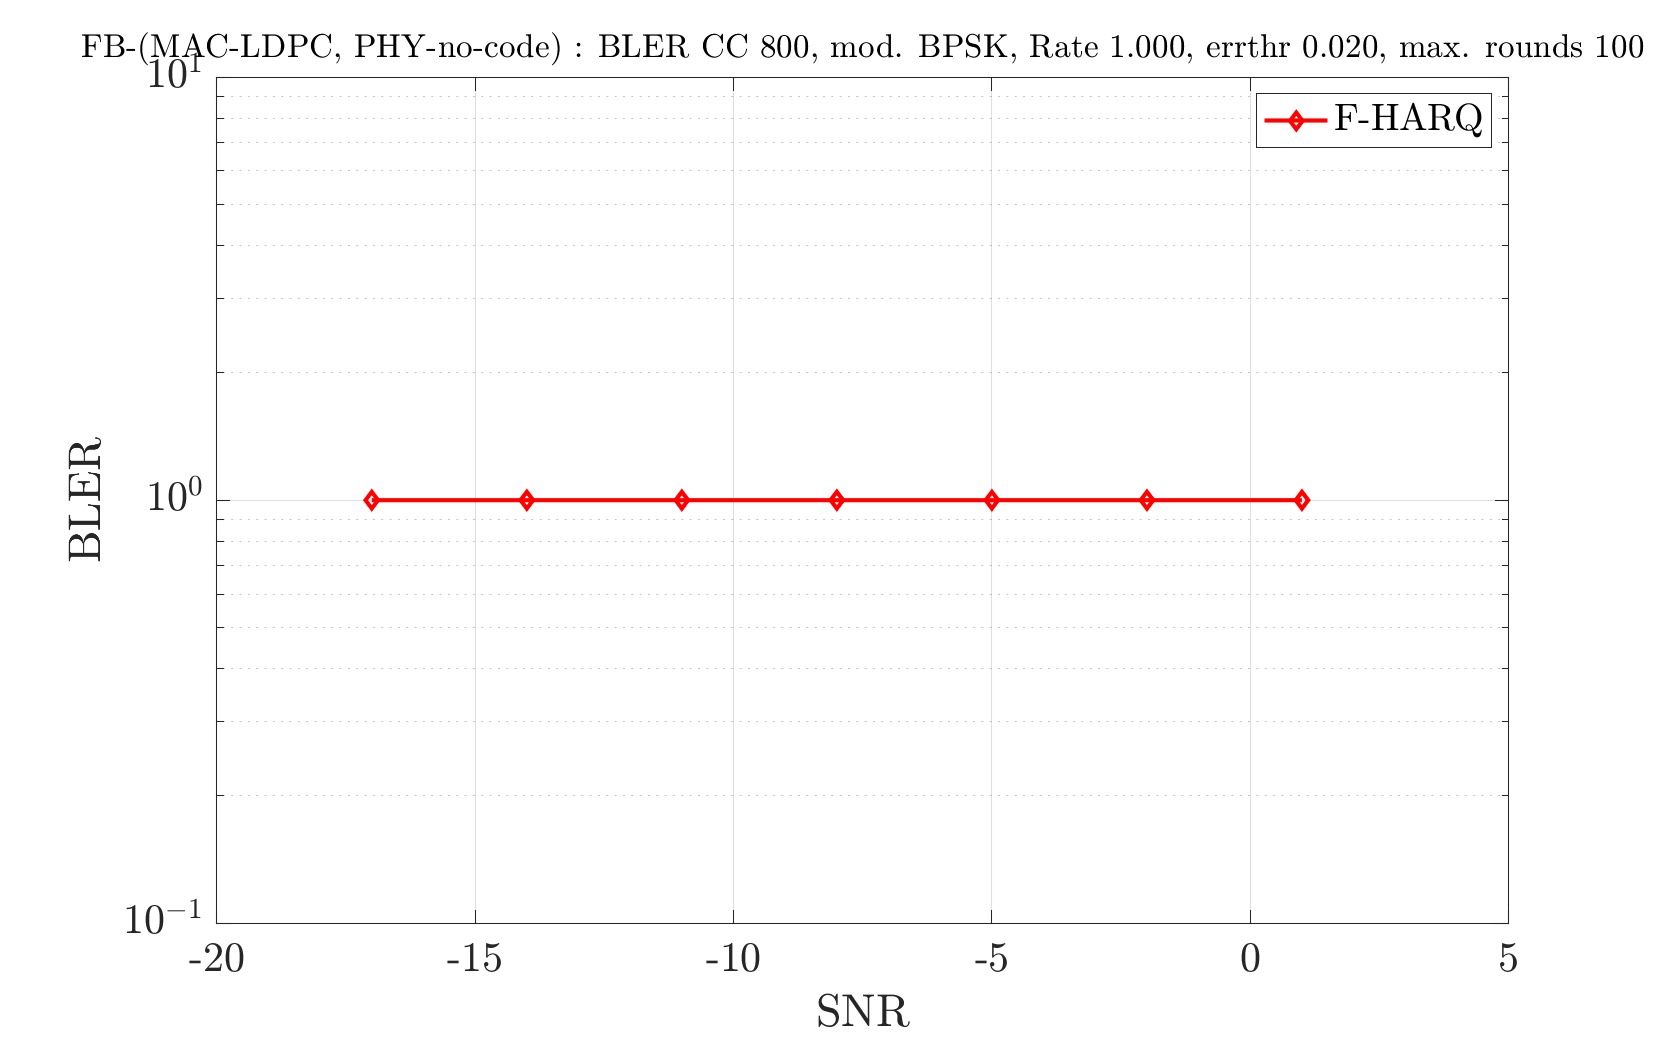 FB-(MAC-LDPC, PHY-no-code) : BLER CC 800, mod. BPSK, Rate 1.000, errthr 0.020, max. rounds 100
10¹
F-HARQ
BLER
10⁰
10⁻¹
-20 -15 -10 -5 0 5
SNR